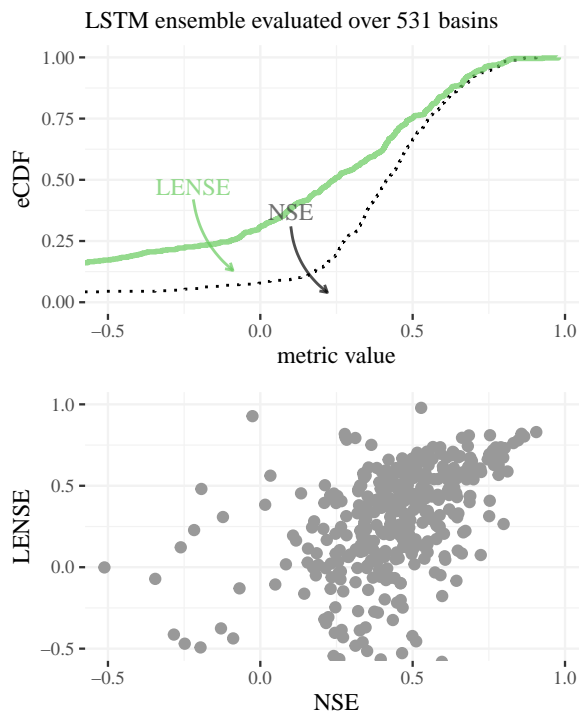 LSTM ensemble evaluated over 531 basins
1.00
0.75
0.50
0.25
0.00
eCDF
LENSE
NSE
−0.5 0.0 0.5 1.0
metric value
1.0
0.5
0.0
−0.5
LENSE
−0.5 0.0 0.5 1.0
NSE